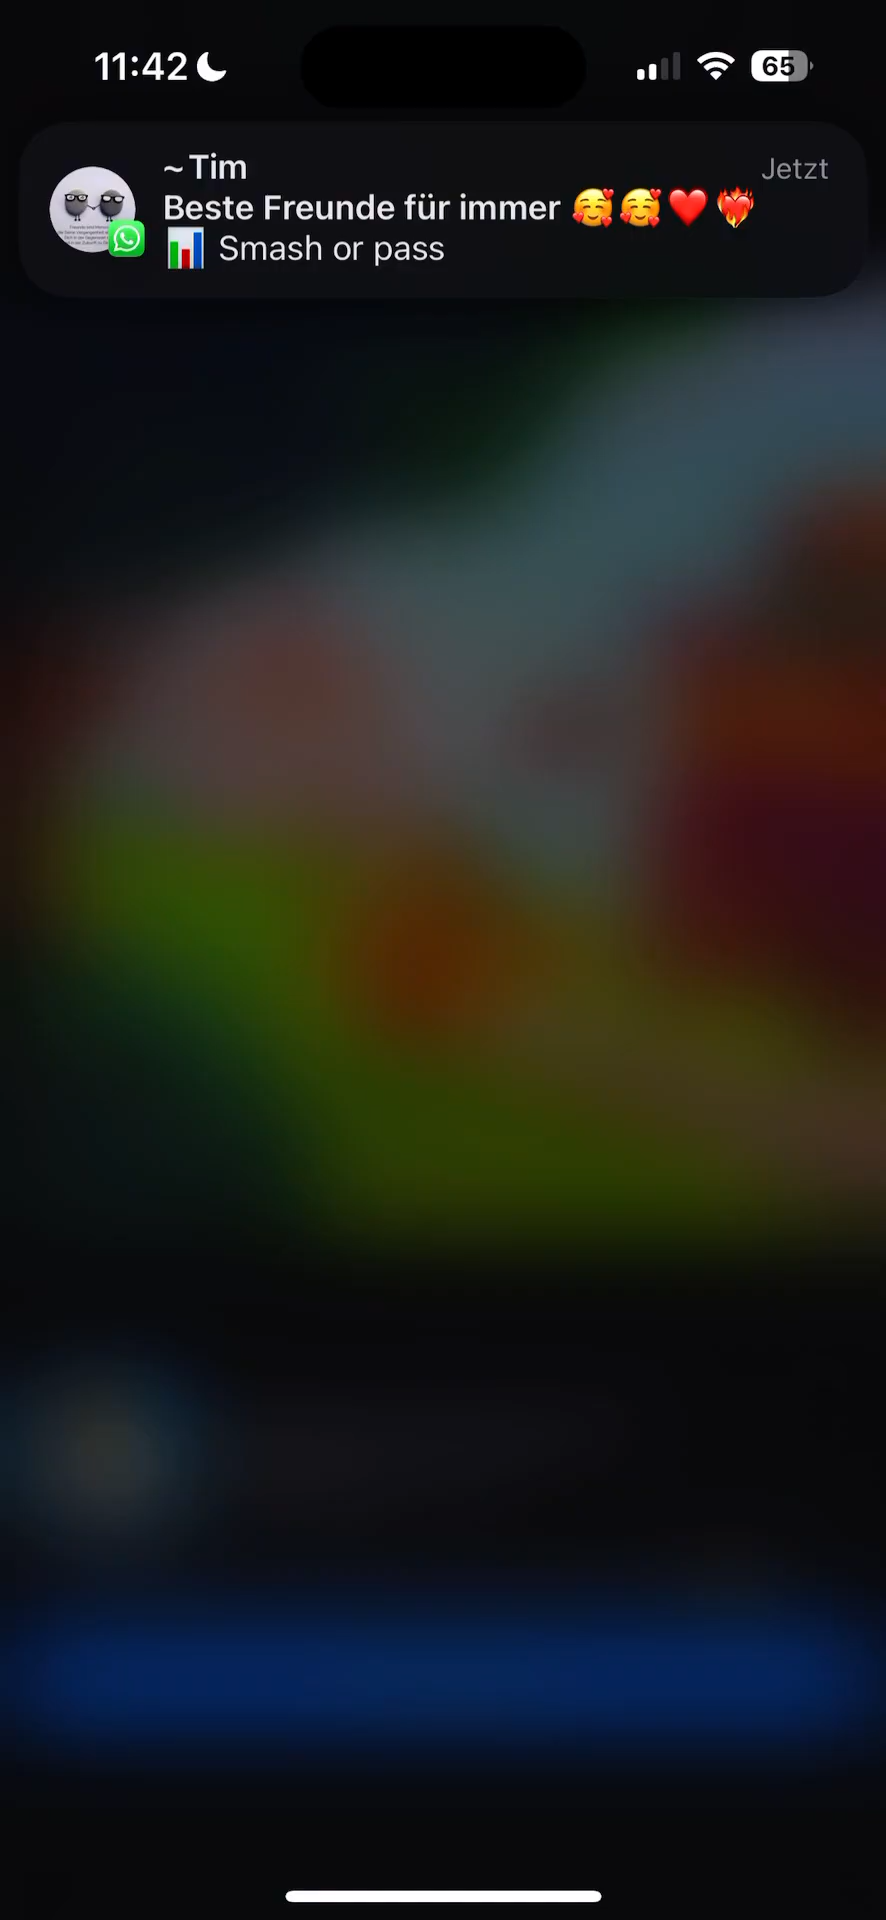 11:42
65
~Tim
Jetzt
Beste Freunde für immer 🥰🥰❤️❤️‍🔥
📊 Smash or pass